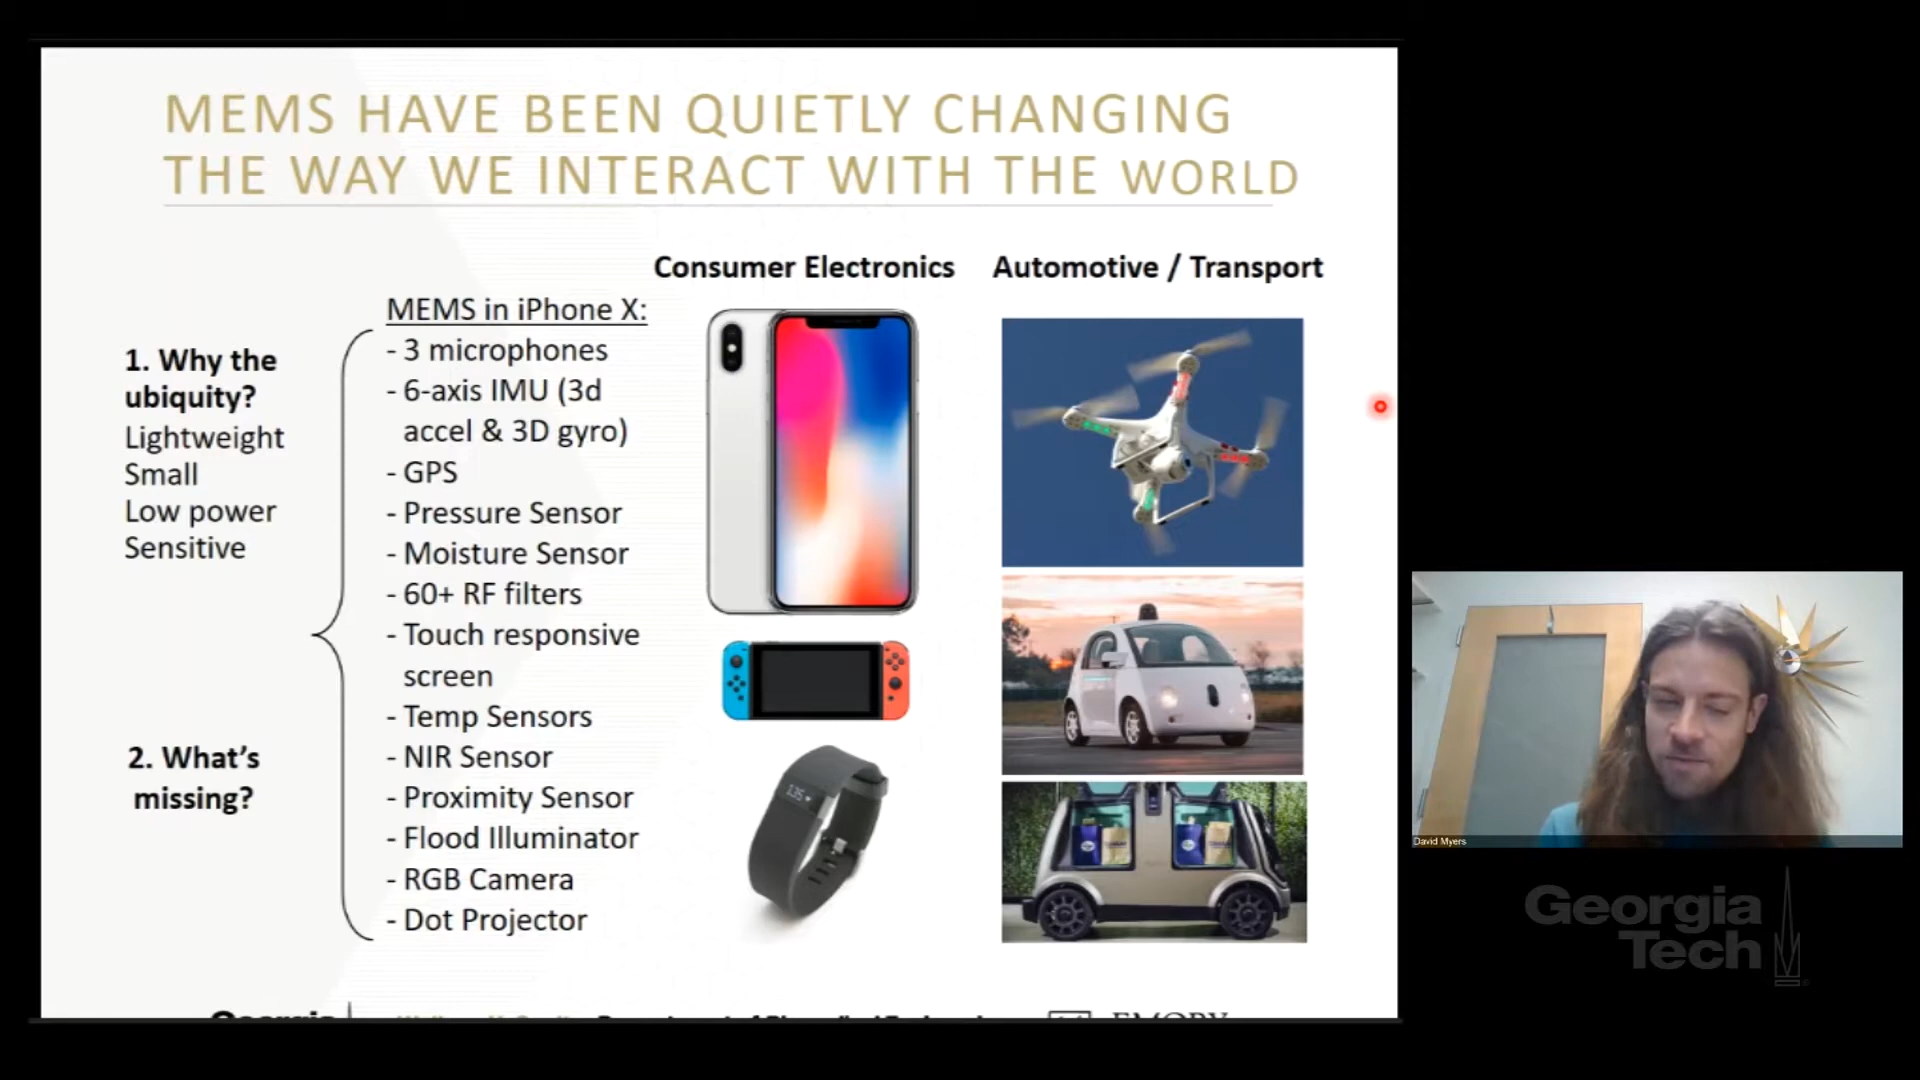 MEMS HAVE BEEN QUIETLY CHANGING
THE WAY WE INTERACT WITH THE WORLD
Consumer Electronics
Automotive / Transport
1. Why the
ubiquity?
Lightweight
Small
Low power
Sensitive
2. What's
missing?
MEMS in iPhone X:
- 3 microphones
- 6-axis IMU (3d
accel & 3D gyro)
- GPS
- Pressure Sensor
- Moisture Sensor
- 60+ RF filters
- Touch responsive
screen
- Temp Sensors
- NIR Sensor
- Proximity Sensor
- Flood Illuminator
- RGB Camera
- Dot Projector
David Myers
Georgia
Tech